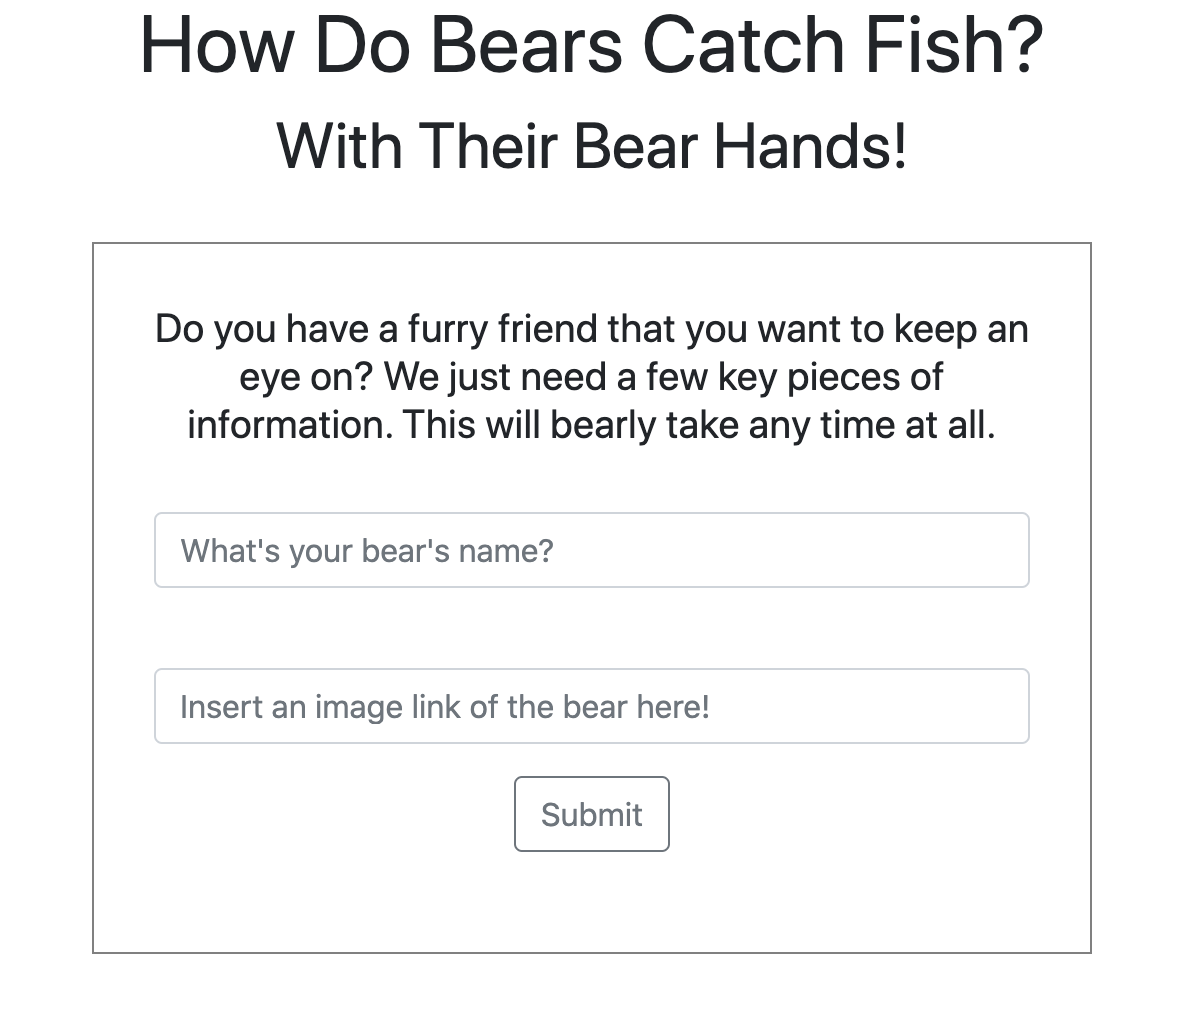 How Do Bears Catch Fish?
With Their Bear Hands!
Do you have a furry friend that you want to keep an
eye on? We just need a few key pieces of
information. This will bearly take any time at all.
What's your bear's name?
Insert an image link of the bear here!
Submit